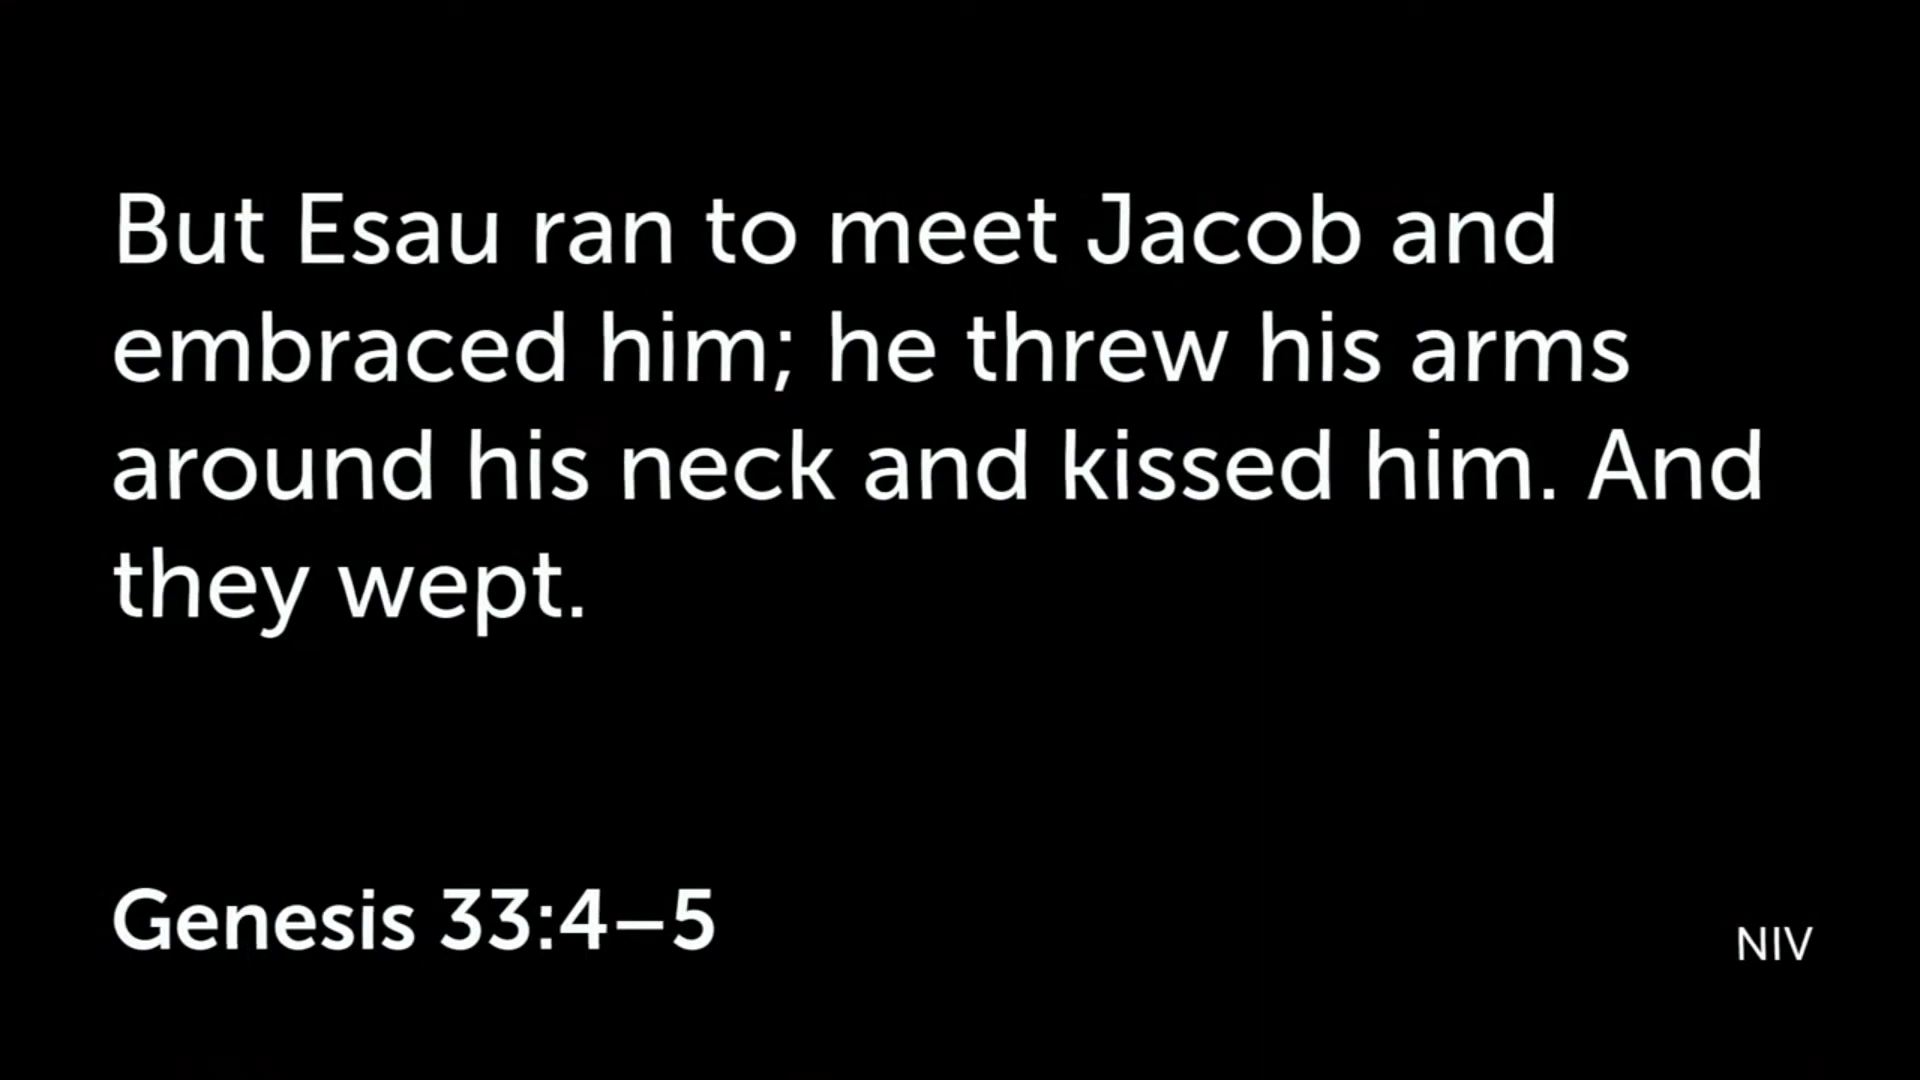 But Esau ran to meet Jacob and
embraced him; he threw his arms
around his neck and kissed him. And
they wept.
Genesis 33:4–5
NIV